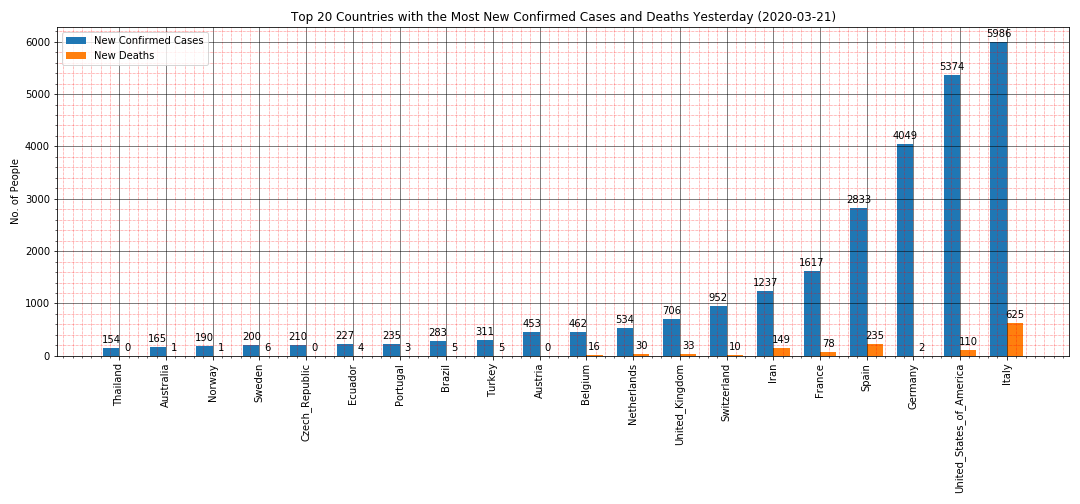 Top 20 Countries with the Most New Confirmed Cases and Deaths Yesterday (2020-03-21)
New Confirmed Cases
New Deaths
No. of People
6000
5000
4000
3000
2000
1000
0
154 0
165 1
190 1
200 6
210 0
227 4
235 3
283 5
311 5
453 0
462 16
534 30
706 33
952 10
1237 149
1617 78
2833 235
4049 2
5374 110
5986 625
Thailand
Australia
Norway
Sweden
Czech_Republic
Ecuador
Portugal
Brazil
Turkey
Austria
Belgium
Netherlands
United_Kingdom
Switzerland
Iran
France
Spain
Germany
United_States_of_America
Italy